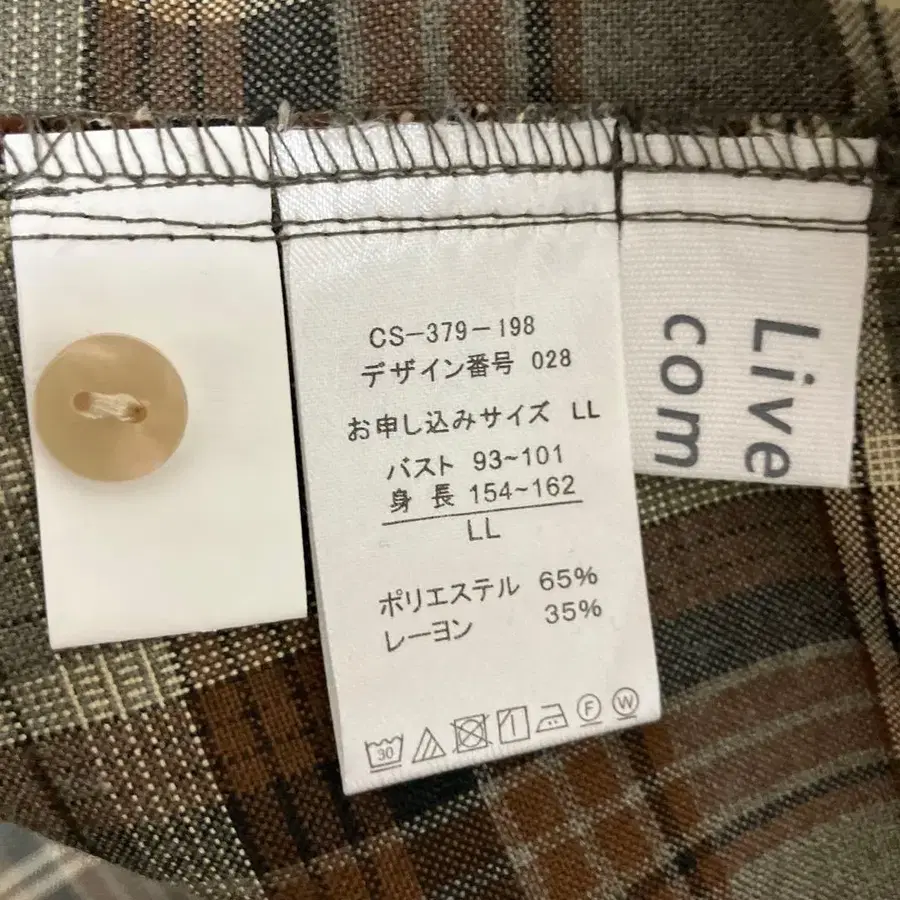 CS-379-198
デザイン番号 028
お申し込みサイズ LL
バスト 93~101
身 長 154~162
LL
ポリエステル 65%
レーヨン 35%
30
F
W
Live
com